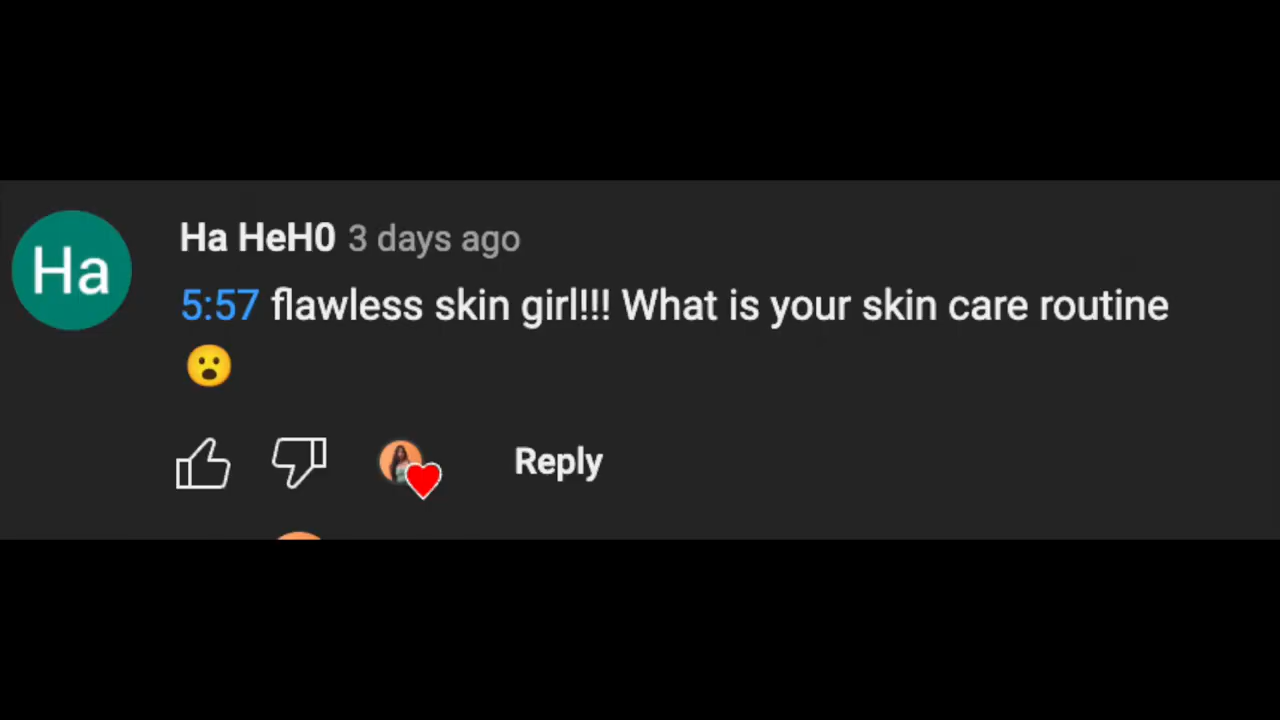 Ha
Ha HeH0 3 days ago
5:57 flawless skin girl!!! What is your skin care routine
😮
Reply